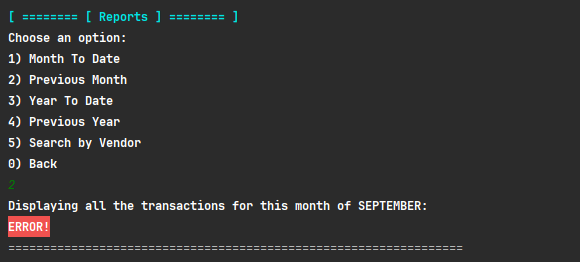 [ ======== [ Reports ] ======== ]
Choose an option:
1) Month To Date
2) Previous Month
3) Year To Date
4) Previous Year
5) Search by Vendor
0) Back
2
Displaying all the transactions for this month of SEPTEMBER:
ERROR!
=================================================================